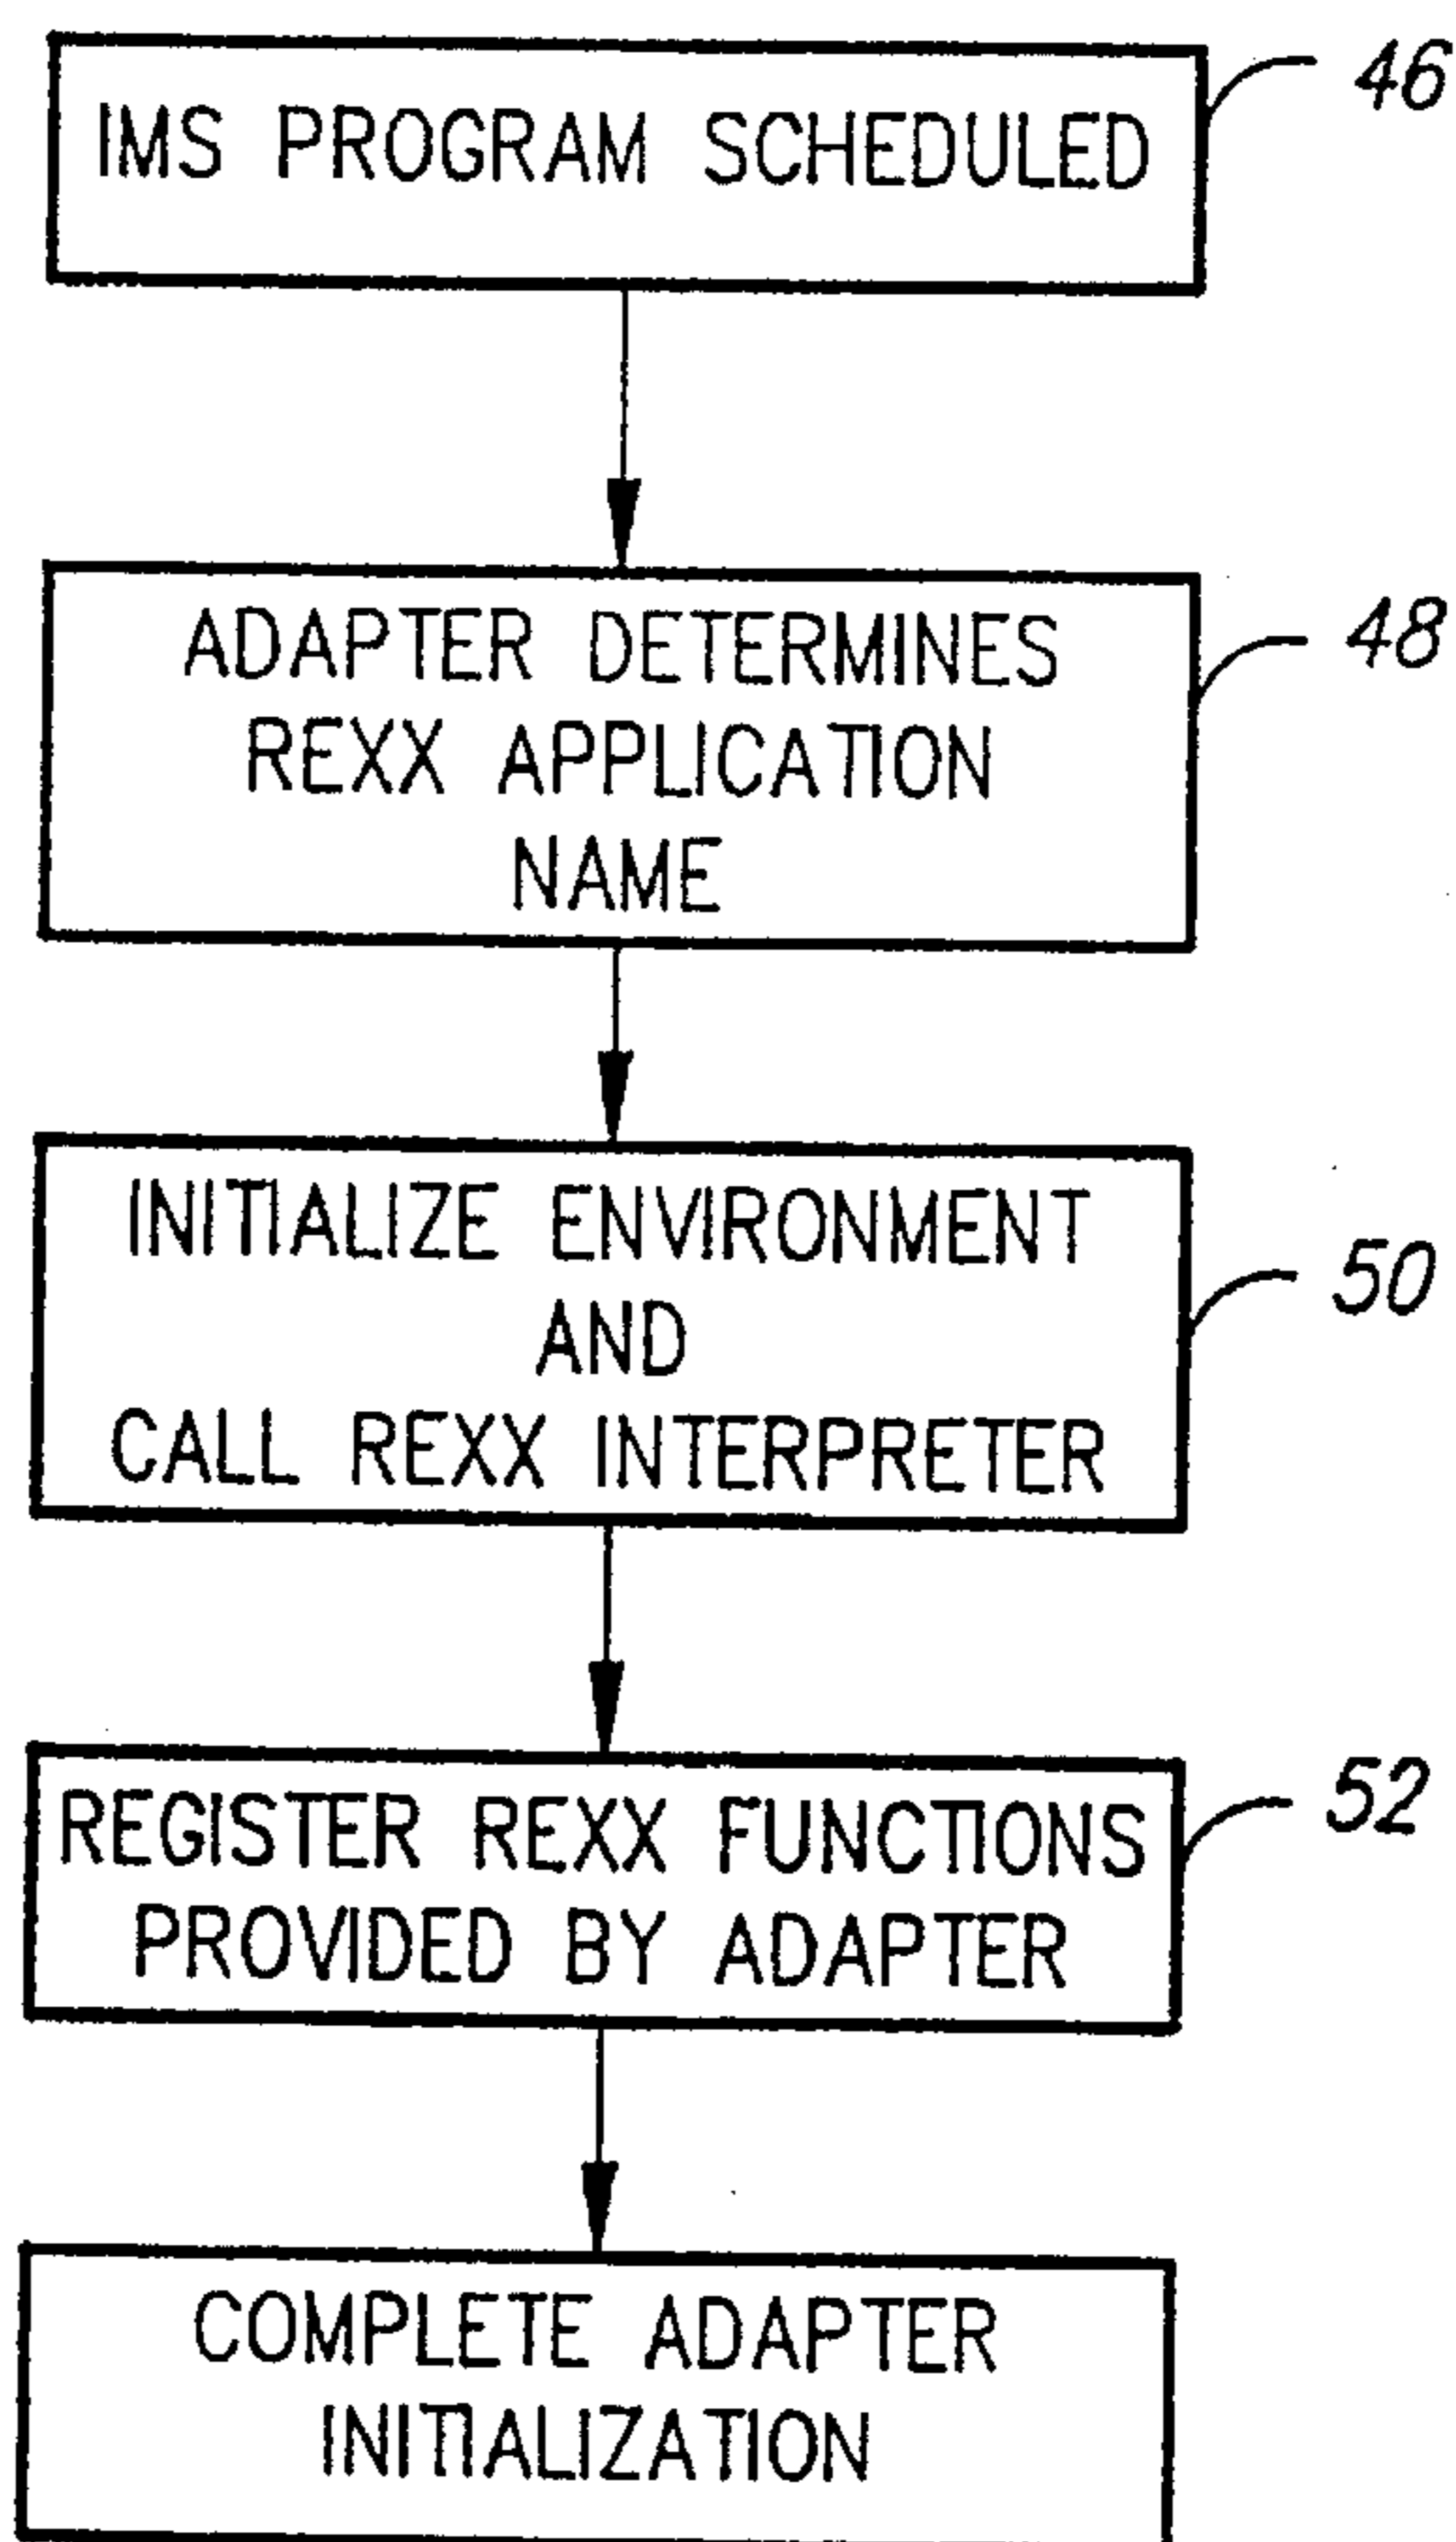 IMS PROGRAM SCHEDULED
46
ADAPTER DETERMINES
REXX APPLICATION
NAME
48
INITIALIZE ENVIRONMENT
AND
CALL REXX INTERPRETER
50
REGISTER REXX FUNCTIONS
PROVIDED BY ADAPTER
52
COMPLETE ADAPTER
INITIALIZATION